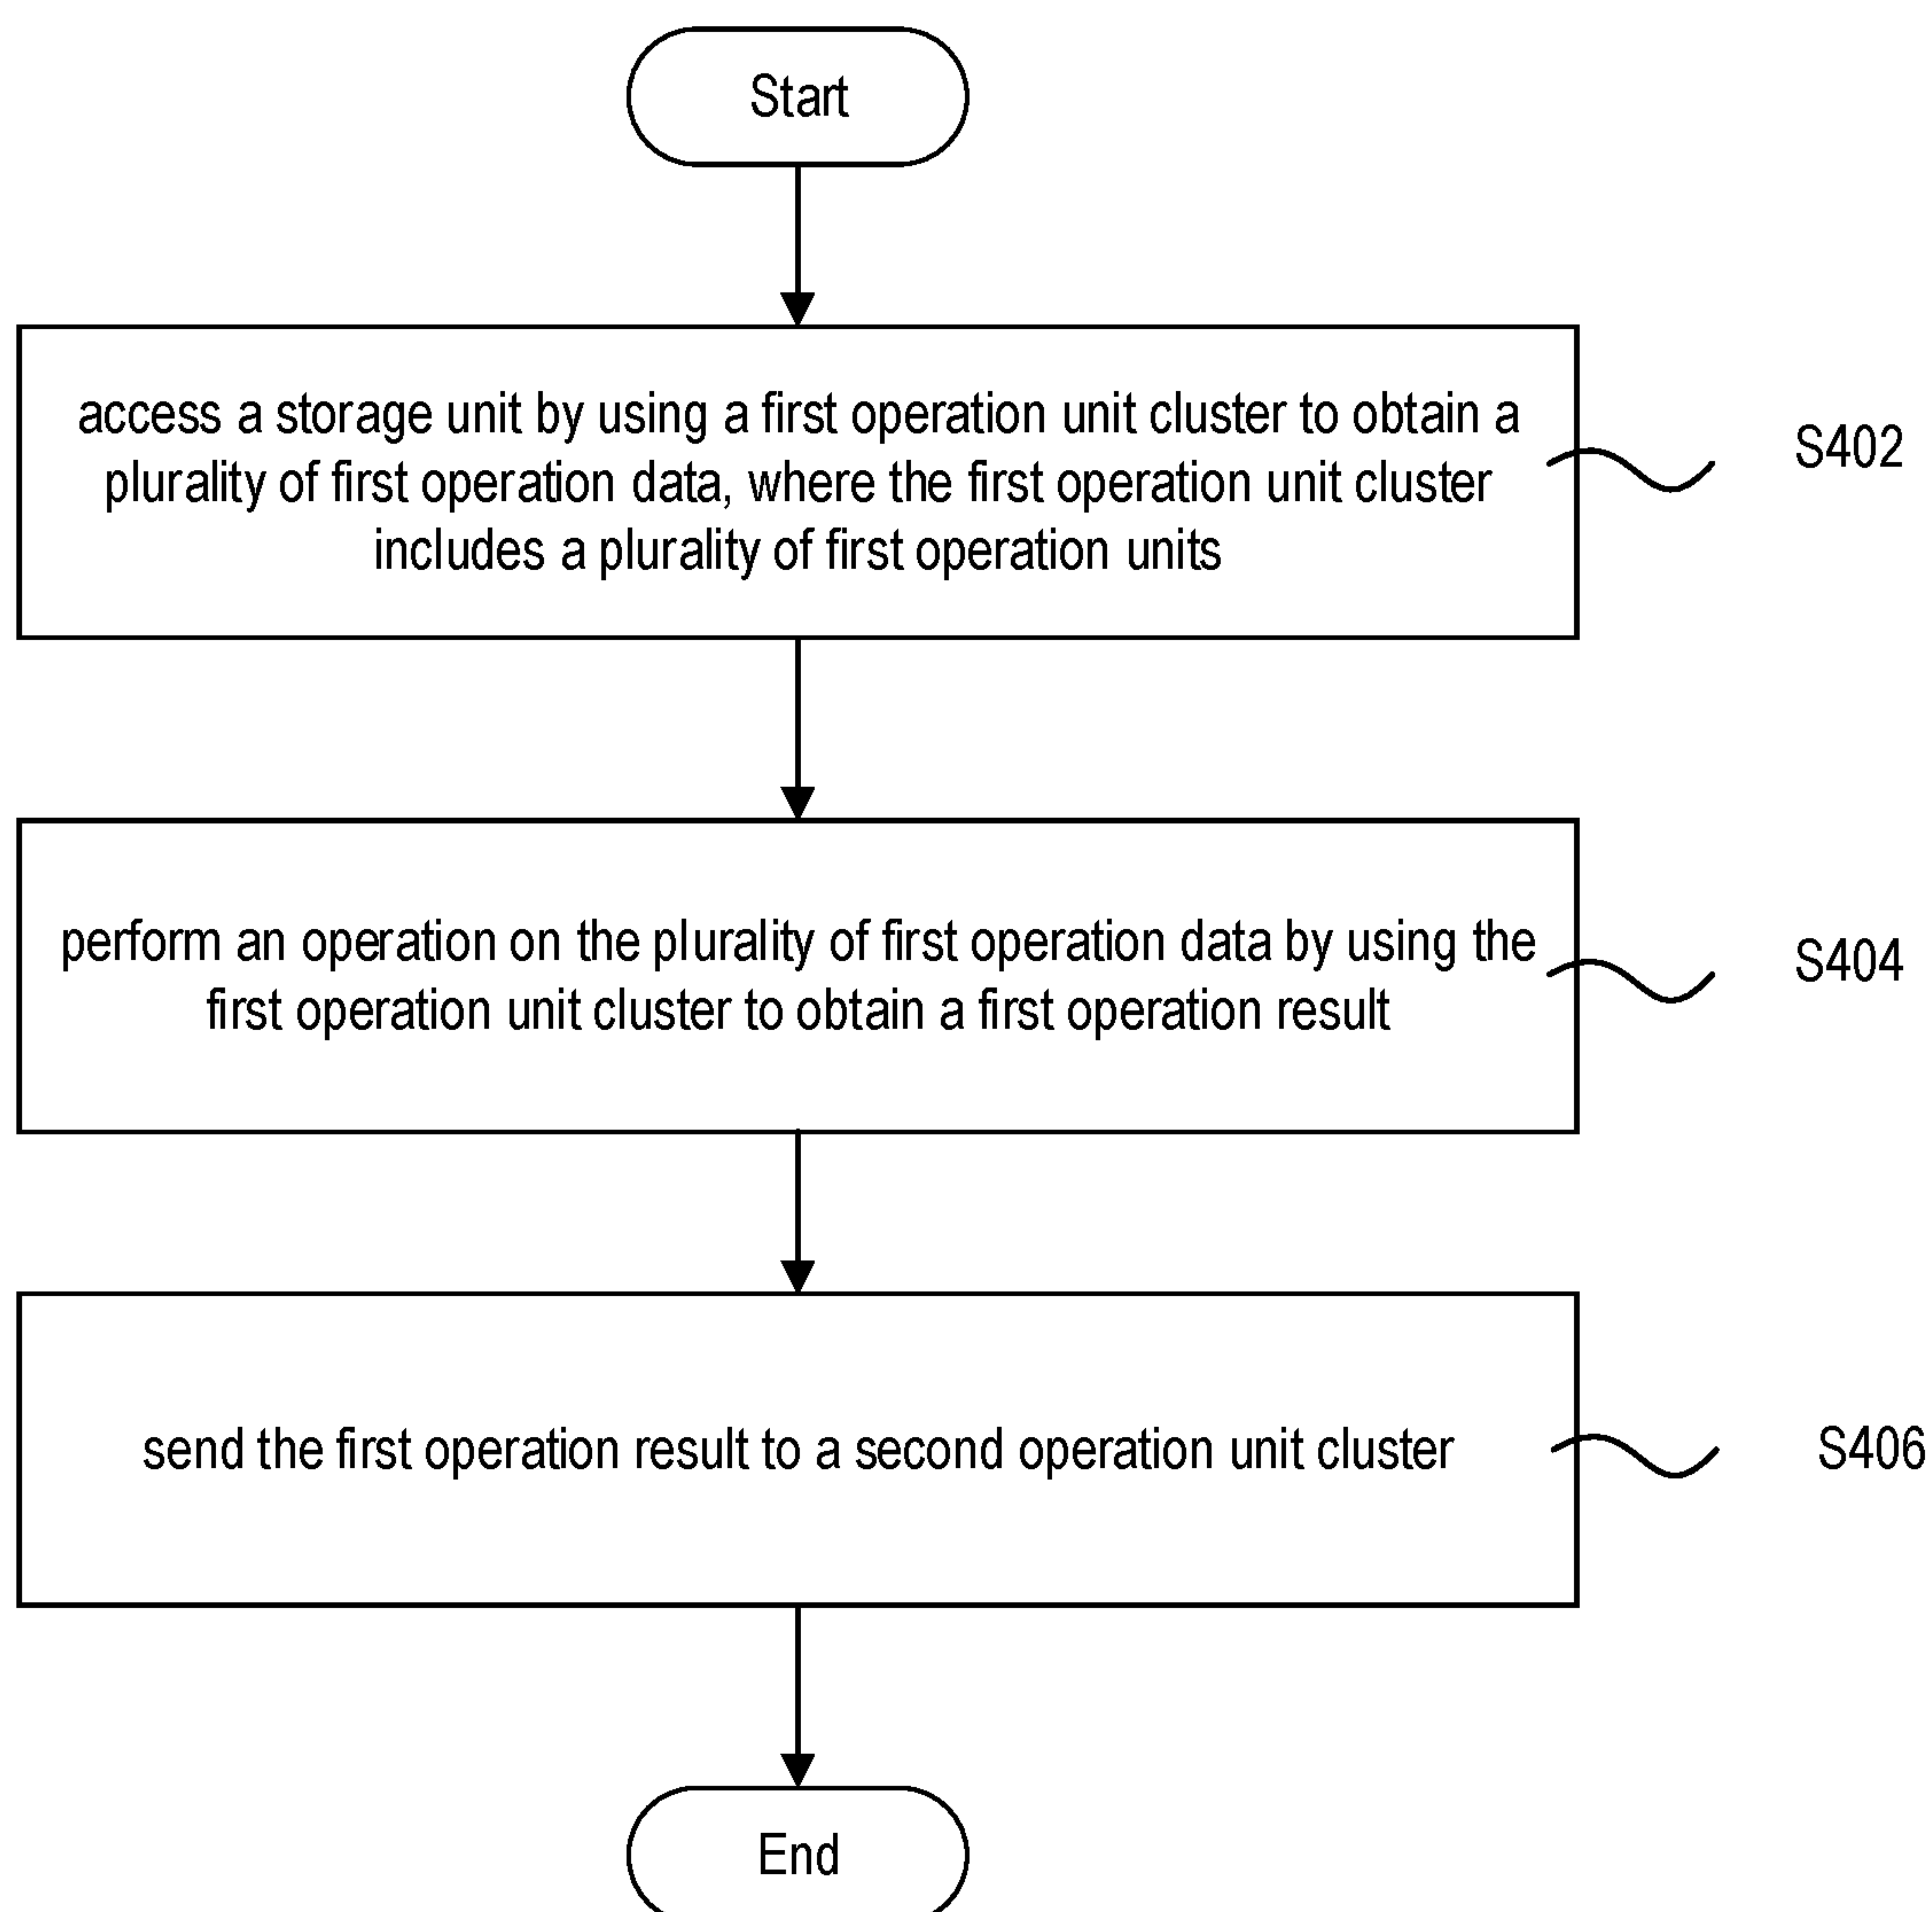 Start
access a storage unit by using a first operation unit cluster to obtain a
plurality of first operation data, where the first operation unit cluster
includes a plurality of first operation units
S402
perform an operation on the plurality of first operation data by using the
first operation unit cluster to obtain a first operation result
S404
send the first operation result to a second operation unit cluster
S406
End